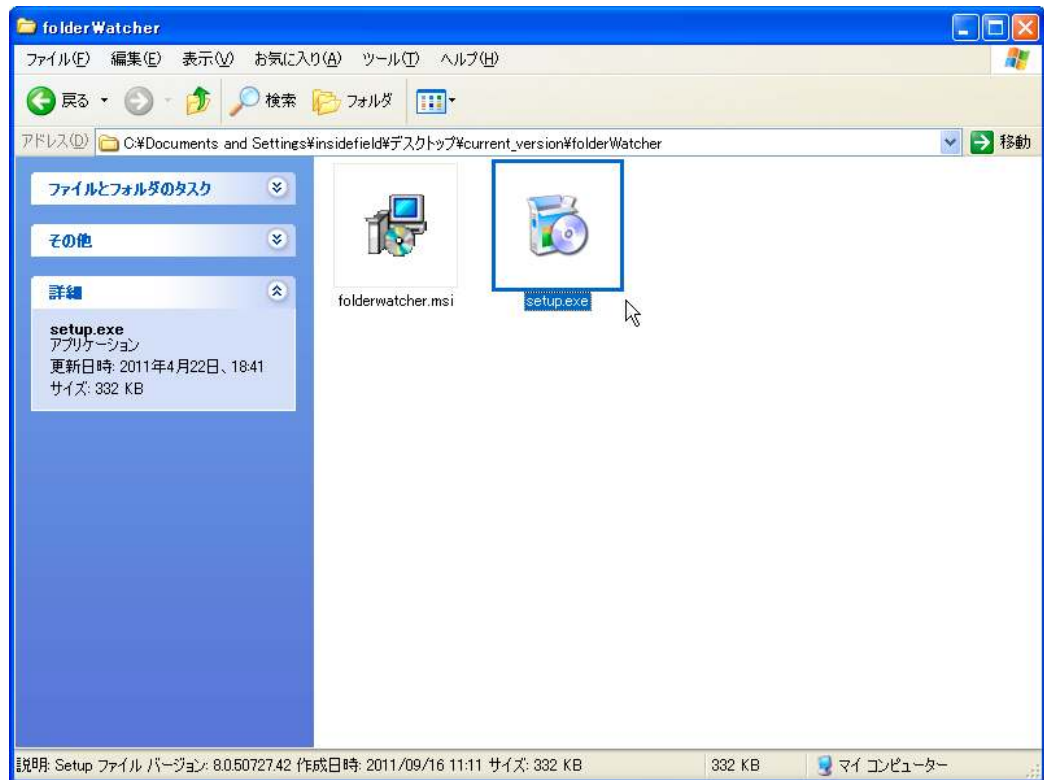 folderWatcher
ファイル(F) 編集(E) 表示(V) お気に入り(A) ツール(T) ヘルプ(H)
戻る 検索 フォルダ
アドレス(D) C:¥Documents and Settings¥insidefield¥デスクトップ¥current_version¥folderWatcher 移動
ファイルとフォルダのタスク
その他
詳細
setup.exe
アプリケーション
更新日時: 2011年4月22日、18:41
サイズ: 332 KB
folderwatcher.msi setup.exe
説明: Setup ファイル バージョン: 8.0.50727.42 作成日時: 2011/09/16 11:11 サイズ: 332 KB 332 KB マイ コンピューター